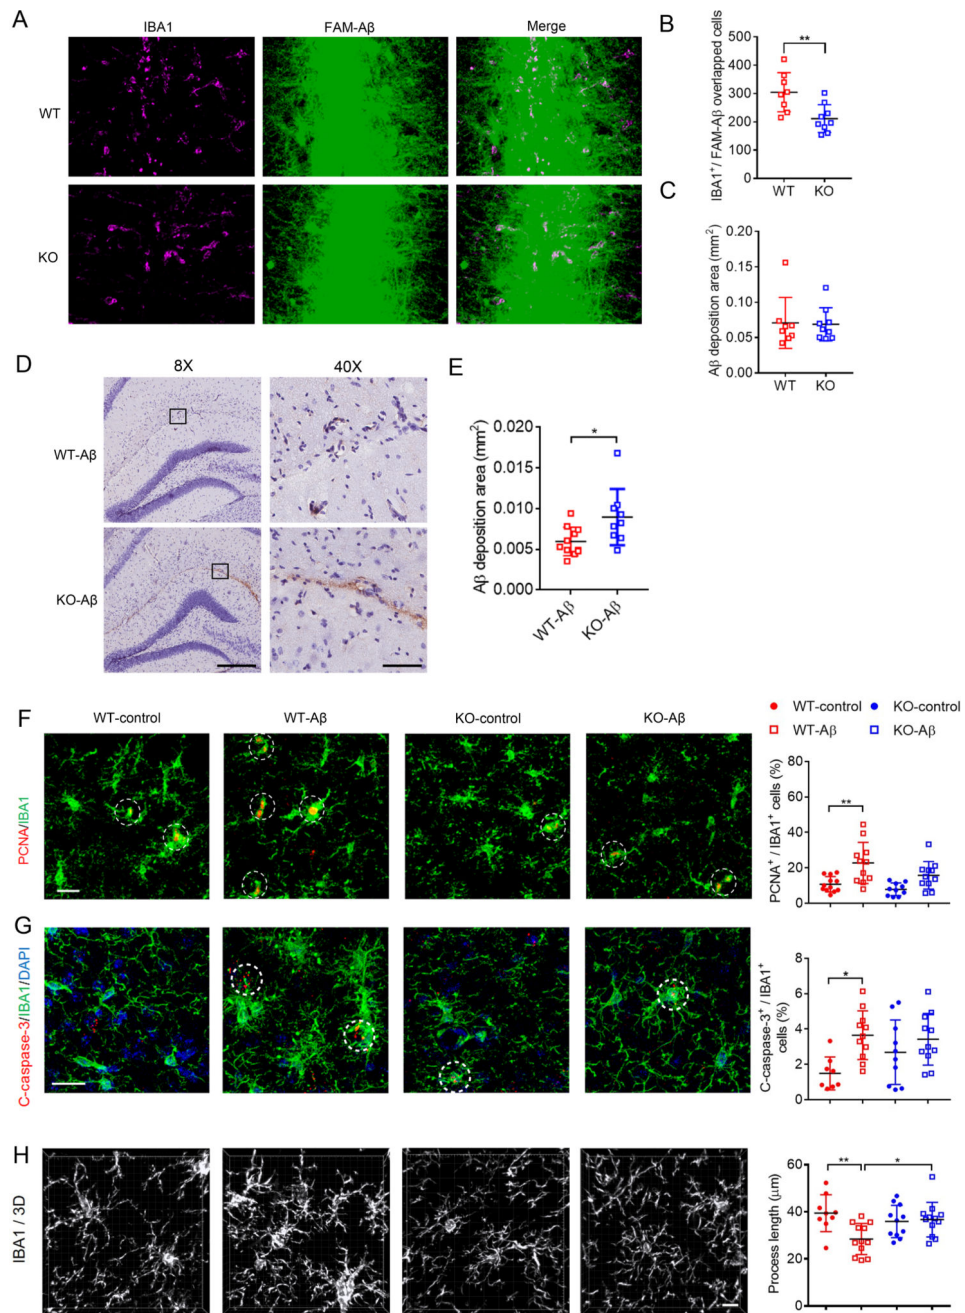 A
IBA1
FAM-Aβ
Merge
WT
KO
B
IBA1+/ FAM-Aβ overlapped cells
500
400
300
200
100
0
**
WT
KO
C
Aβ deposition area (mm2)
0.20
0.15
0.10
0.05
0.00
WT
KO
D
8X
40X
WT-Aβ
KO-Aβ
E
Aβ deposition area (mm2)
0.020
0.015
0.010
0.005
0.000
*
WT-Aβ
KO-Aβ
F
WT-control
WT-Aβ
KO-control
KO-Aβ
PCNA/IBA1
WT-control
KO-control
WT-Aβ
KO-Aβ
PCNA+ / IBA1+ cells (%)
80
60
40
20
0
**
G
C-caspase-3/IBA1/DAPI
C-caspase-3+ / IBA1+
cells (%)
8
6
4
2
0
*
H
IBA1 / 3D
Process length (μm)
60
40
20
0
**
*